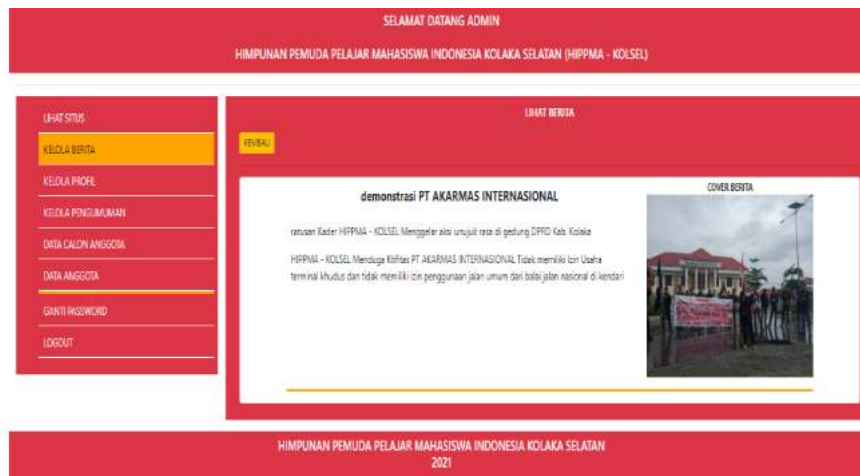 SELAMAT DATANG ADMIN
HIMPUNAN PEMUDA PELAJAR MAHASISWA INDONESIA KOLAKA SELATAN (HIPPMA - KOLSEL)
LIHAT SITUS
KELOLA BERITA
KELOLA PROFIL
KELOLA PENGUMUMAN
DATA CALON ANGGOTA
DATA ANGGOTA
GANTI PASSWORD
LOGOUT
LIHAT BERITA
KEMBALI
demonstrasi PT AKARMAS INTERNASIONAL
ratusan Kader HIPPMA - KOLSEL Menggelar aksi unujuk rasa di gedung DPRD Kab. Kolaka
HIPPMA - KOLSEL Menduga PT AKARMAS INTERNASIONAL Tidak memiliki Izin Usaha
terminal khudus dan tidak memiliki izin penggunaan jalan umum dari balai jalan nasional di kendari
COVER BERITA
HIMPUNAN PEMUDA PELAJAR MAHASISWA INDONESIA KOLAKA SELATAN
2021